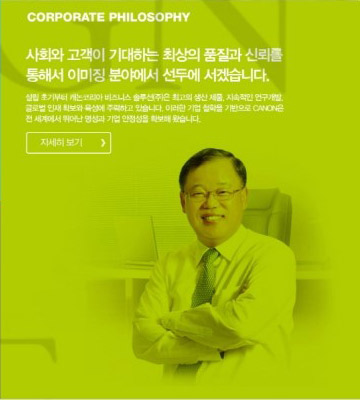 CORPORATE PHILOSOPHY
사회와 고객이 기대하는 최상의 품질과 신뢰를
통해서 이미징 분야에서 선두에 서겠습니다.
설립 초기부터 캐논코리아 비즈니스 솔루션(주)은 최고의 생산 제품, 지속적인 연구개발,
글로벌 인재 확보와 육성에 주력하고 있습니다. 이러한 기업 철학을 기반으로 CANON은
전 세계에서 뛰어난 명성과 기업 안정성을 확보해 왔습니다.
자세히 보기